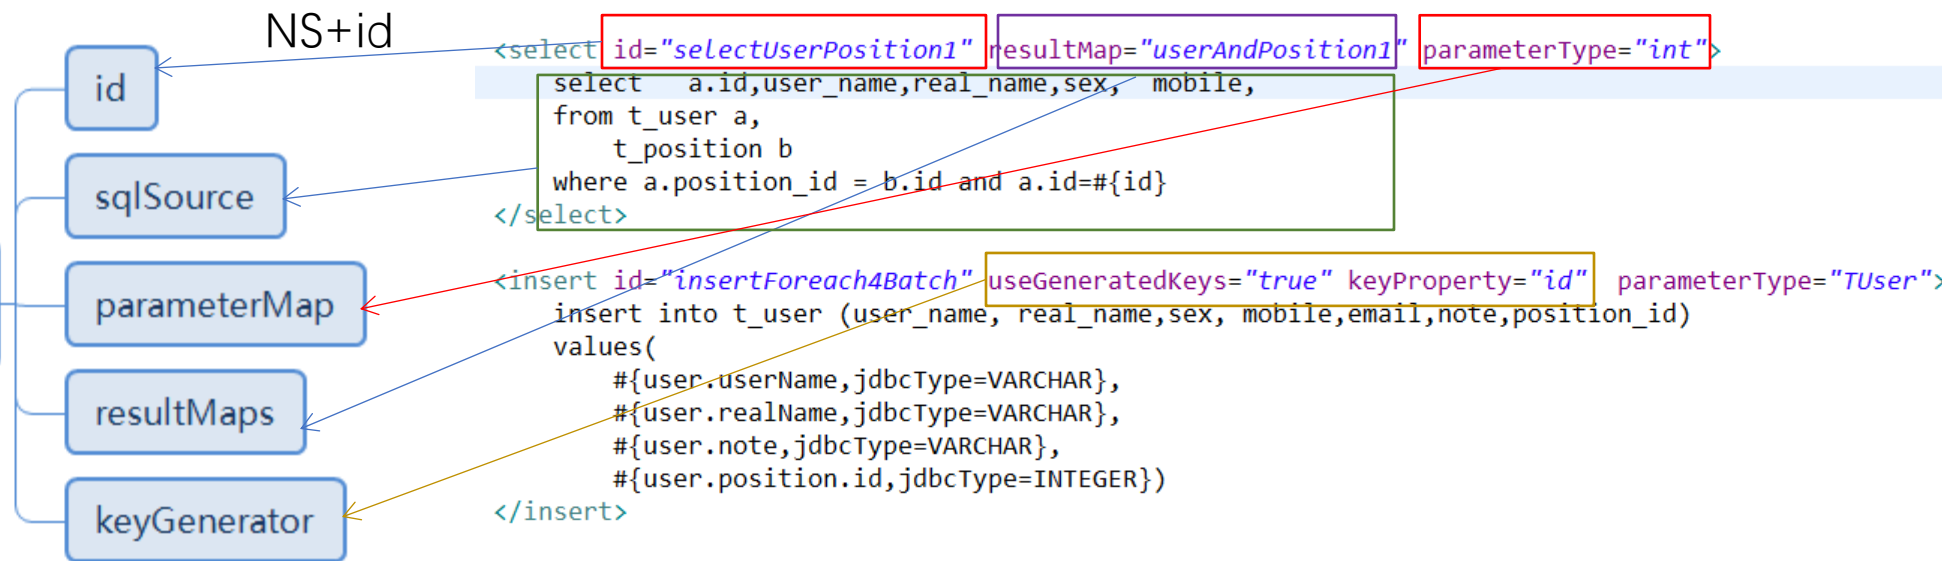 NS+id
id
sqlSource
parameterMap
resultMaps
keyGenerator
<select id="selectUserPosition1" resultMap="userAndPosition1" parameterType="int">
select a.id,user_name,real_name,sex, mobile,
from t_user a,
t_position b
where a.position_id = b.id and a.id=#{id}
</select>
<insert id="insertForeach4Batch" useGeneratedKeys="true" keyProperty="id" parameterType="TUser">
insert into t_user (user_name, real_name,sex, mobile,email,note,position_id)
values(
#{user.userName,jdbcType=VARCHAR},
#{user.realName,jdbcType=VARCHAR},
#{user.note,jdbcType=VARCHAR},
#{user.position.id,jdbcType=INTEGER})
</insert>